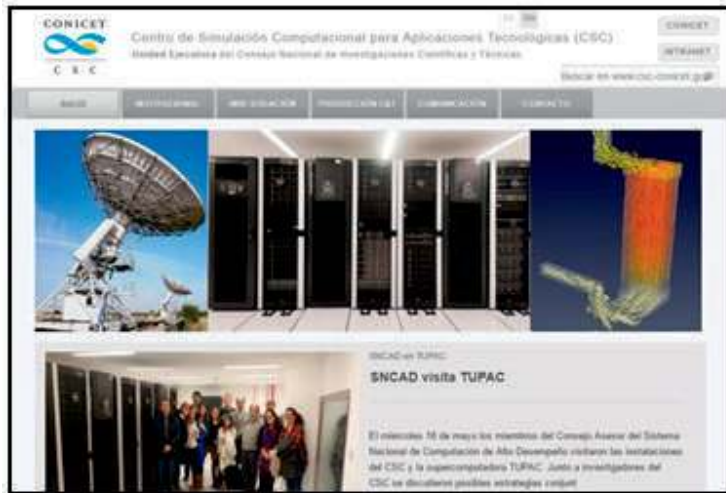 CONICET
C S C
ES EN
Centro de Simulación Computacional para Aplicaciones Tecnológicas (CSC)
Unidad Ejecutora del Consejo Nacional de Investigaciones Científicas y Técnicas
CONICET
INTRANET
Buscar en www.csc-conicet.g
INICIO INSTITUCIONAL INVESTIGACIÓN PRODUCCIÓN CyT COMUNICACIÓN CONTACTO
SNCAD en TUPAC
SNCAD visita TUPAC
El miércoles 16 de mayo los miembros del Consejo Asesor del Sistema
Nacional de Computación de Alto Desempeño visitaron las instalaciones
del CSC y la supercomputadora TUPAC. Junto a investigadores del
CSC se discutieron posibles estrategias conjunt